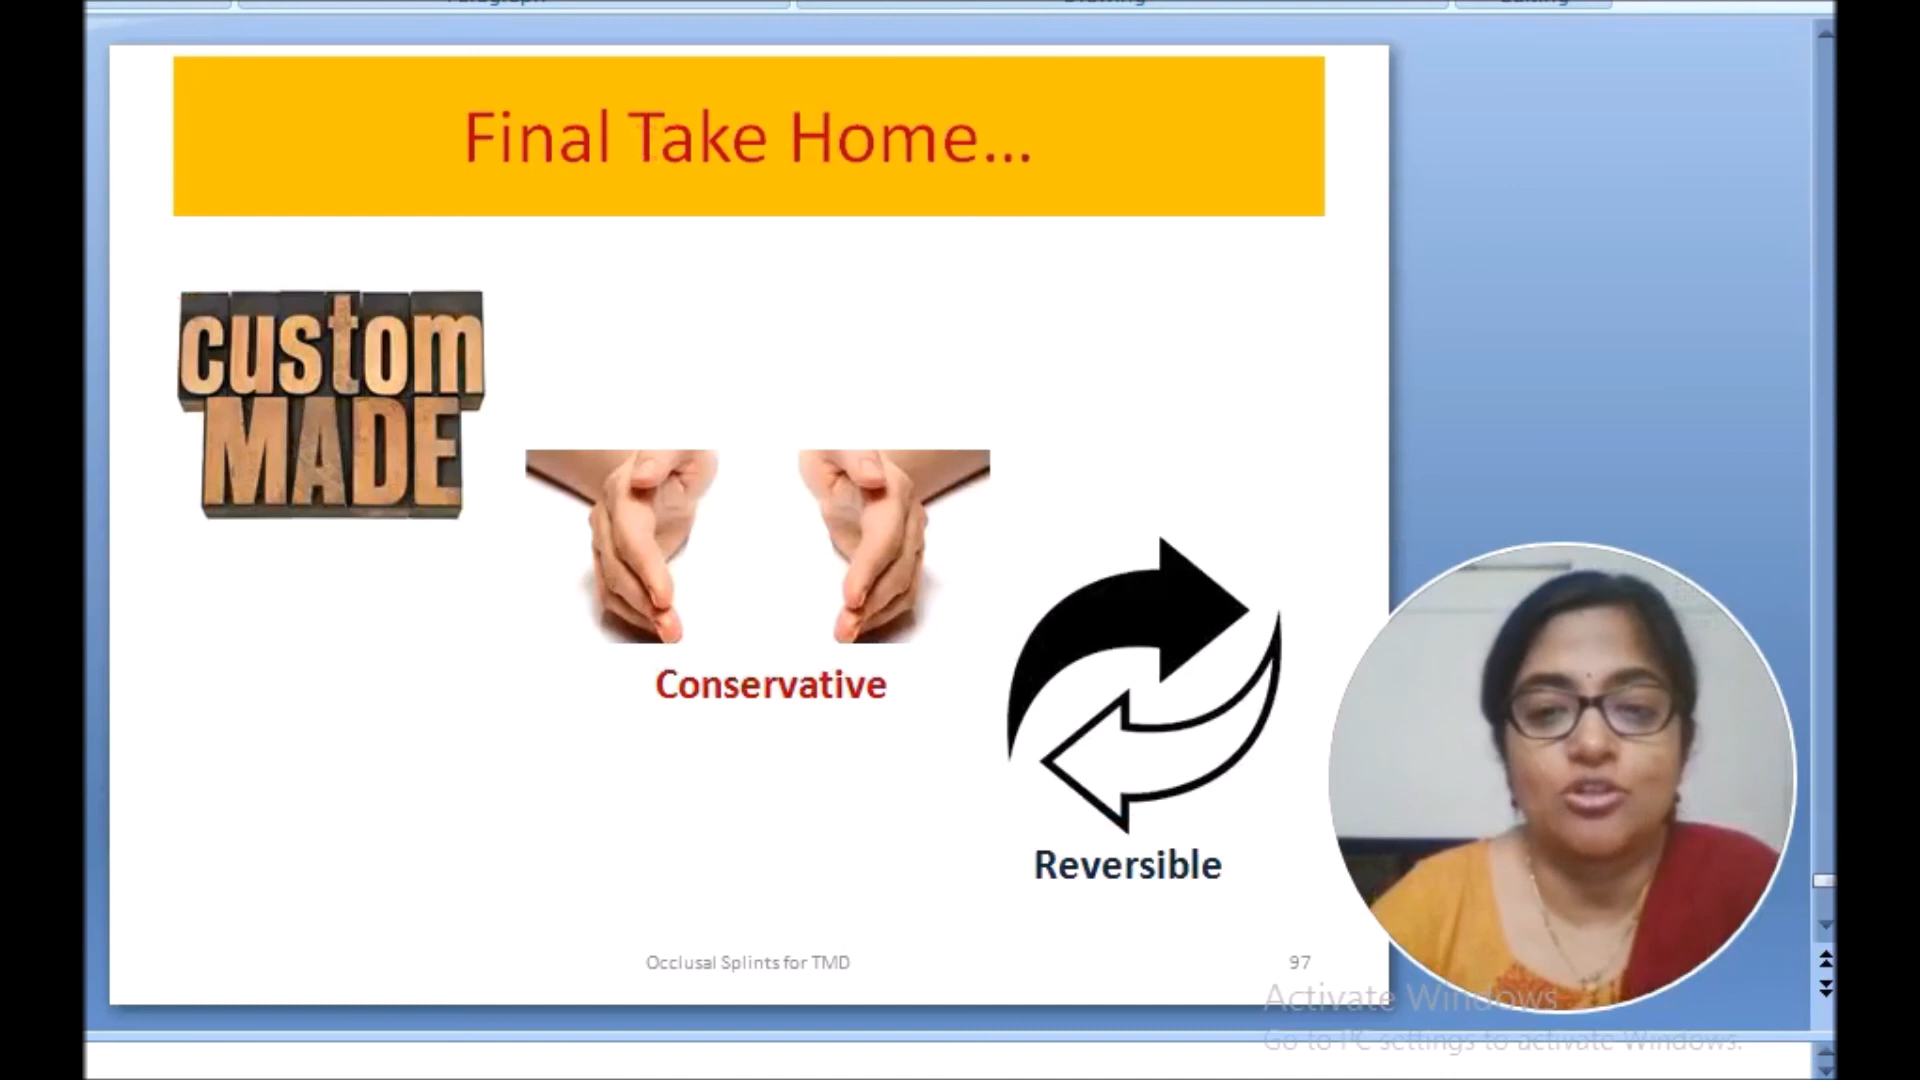 Final Take Home...
custom
MADE
Conservative
Reversible
Occlusal Splints for TMD
97
Activate Windows
Go to PC settings to activate Windows.